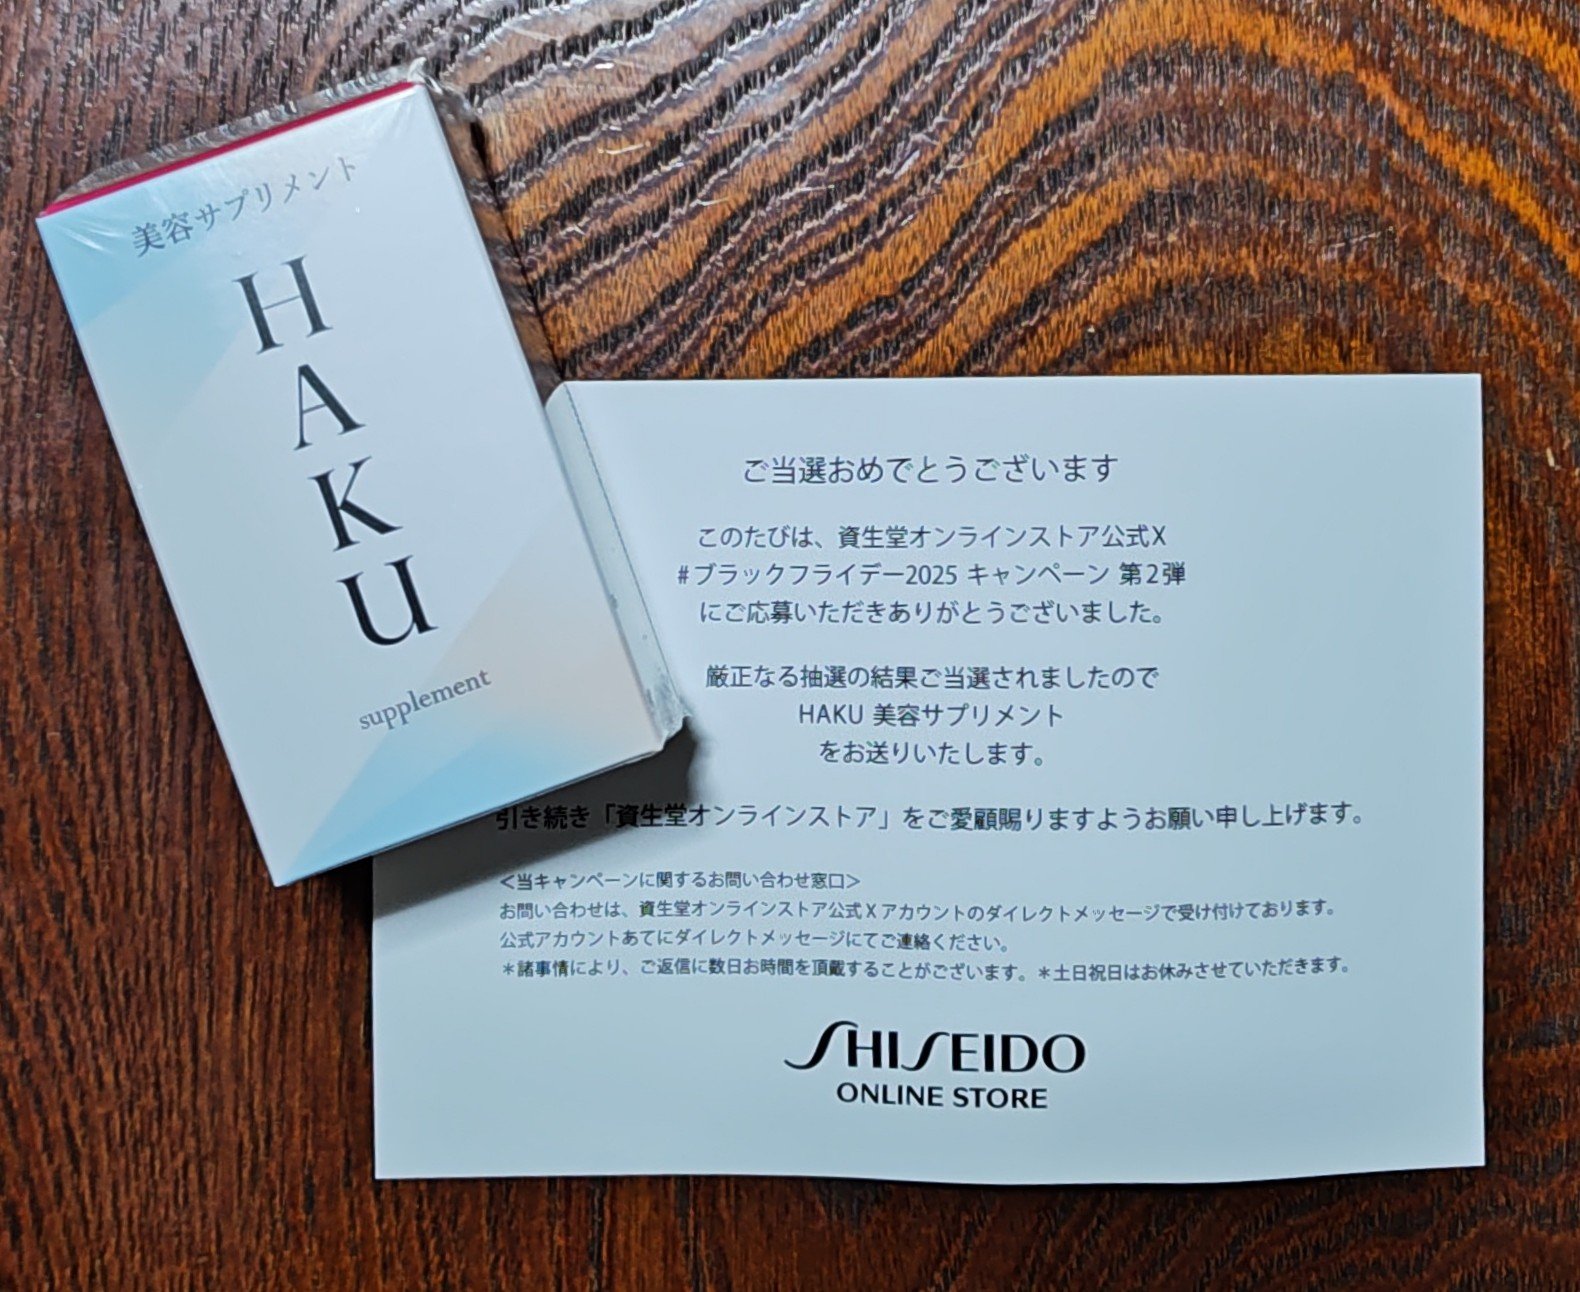 美容サプリメント
HAKU
supplement
ご当選おめでとうございます
このたびは、資生堂オンラインストア公式X
#ブラックフライデー2025 キャンペーン 第2弾
にご応募いただきありがとうございました。
厳正なる抽選の結果ご当選されましたので
HAKU 美容サプリメント
をお送りいたします。
引き続き「資生堂オンラインストア」をご愛顧賜りますようお願い申し上げます。
＜当キャンペーンに関するお問い合わせ窓口＞
お問い合わせは、資生堂オンラインストア公式Xアカウントのダイレクトメッセージで受け付けております。
公式アカウントあてにダイレクトメッセージにてご連絡ください。
＊諸事情により、ご返信に数日お時間を頂戴することがございます。＊土日祝日はお休みさせていただきます。
SHISEIDO
ONLINE STORE